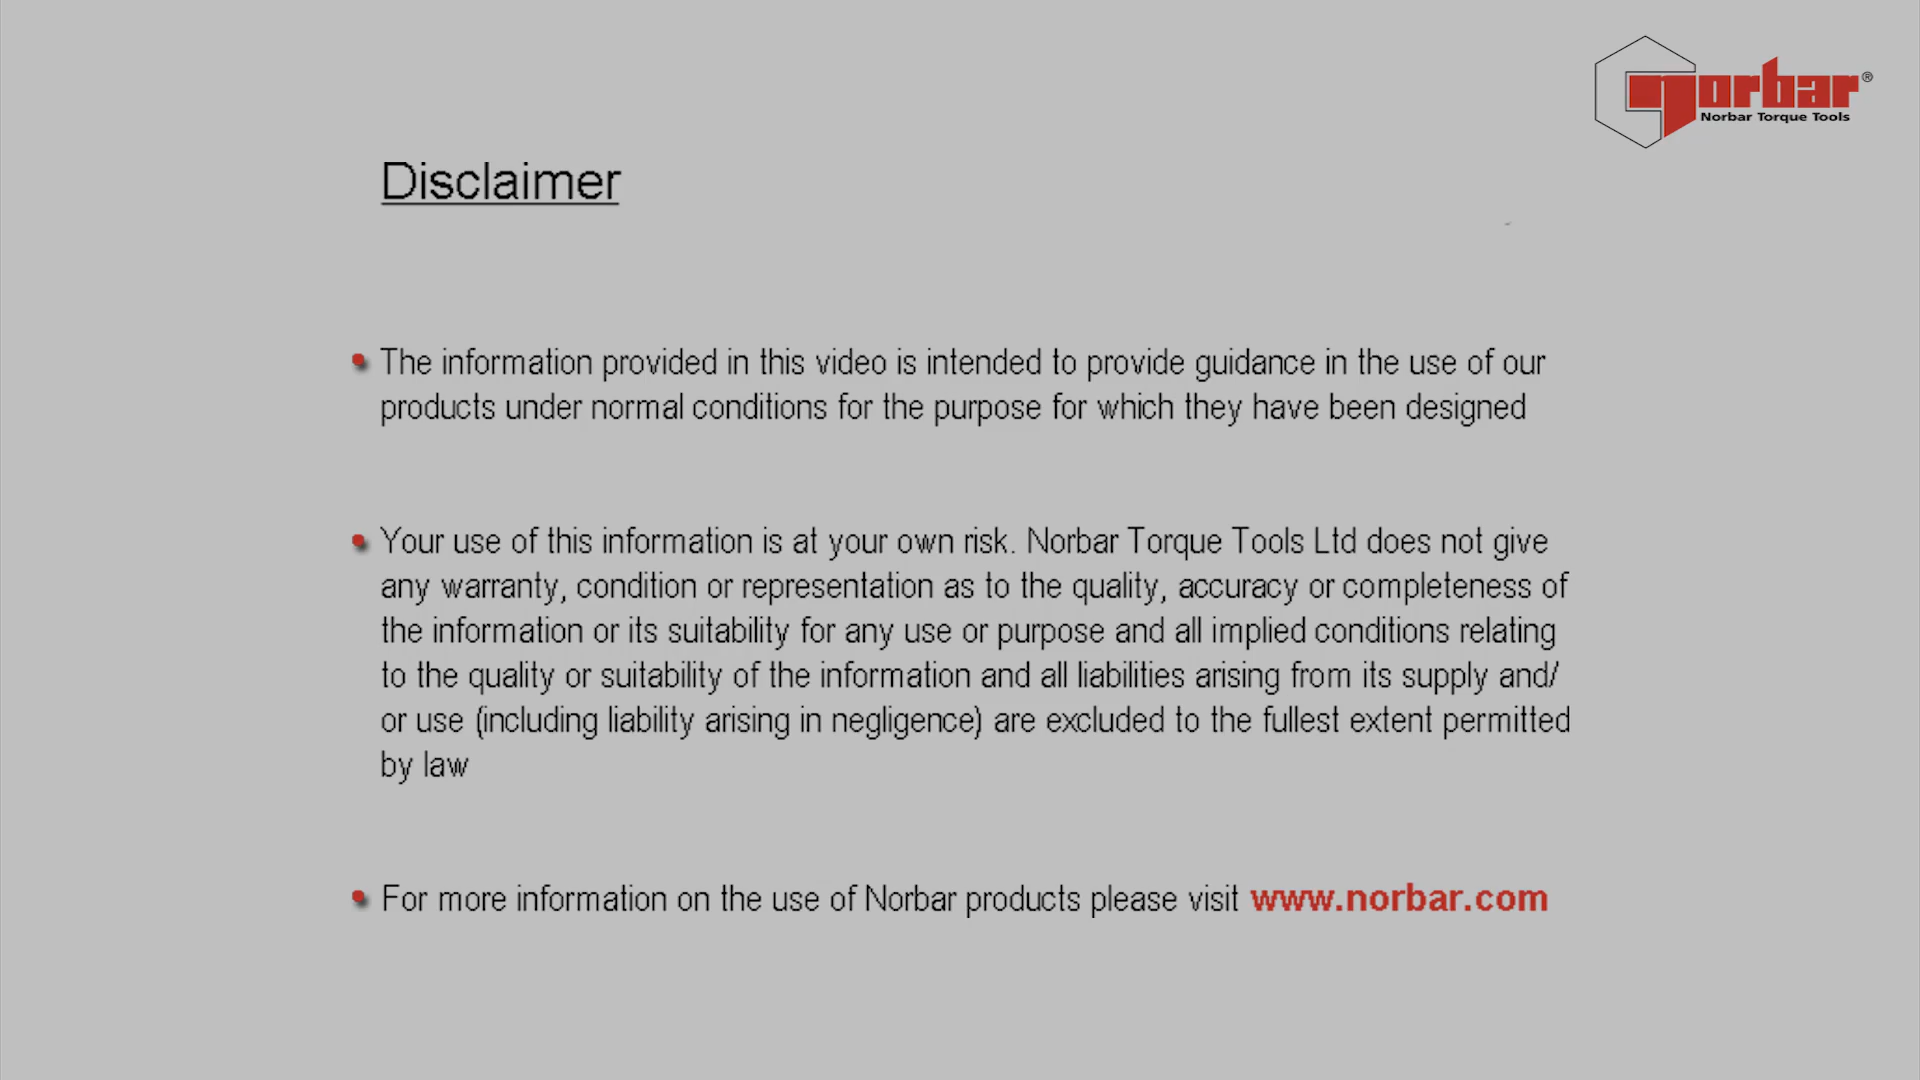 norbar®
Norbar Torque Tools
Disclaimer
The information provided in this video is intended to provide guidance in the use of our
products under normal conditions for the purpose for which they have been designed
Your use of this information is at your own risk. Norbar Torque Tools Ltd does not give
any warranty, condition or representation as to the quality, accuracy or completeness of
the information or its suitability for any use or purpose and all implied conditions relating
to the quality or suitability of the information and all liabilities arising from its supply and/
or use (including liability arising in negligence) are excluded to the fullest extent permitted
by law
For more information on the use of Norbar products please visit www.norbar.com